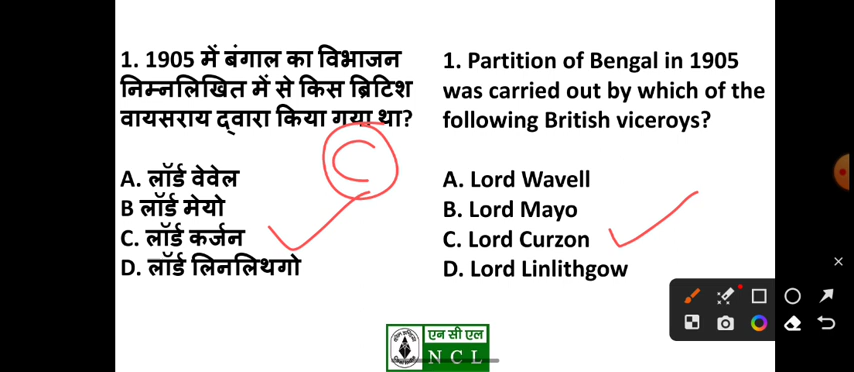 1. 1905 में बंगाल का विभाजन
निम्नलिखित में से किस ब्रिटिश
वायसराय द्वारा किया गया था?
A. लॉर्ड वेवेल
B लॉर्ड मेयो
C. लॉर्ड कर्जन
D. लॉर्ड लिनलिथगो
C
1. Partition of Bengal in 1905
was carried out by which of the
following British viceroys?
A. Lord Wavell
B. Lord Mayo
C. Lord Curzon
D. Lord Linlithgow
एन सी एल
N C L